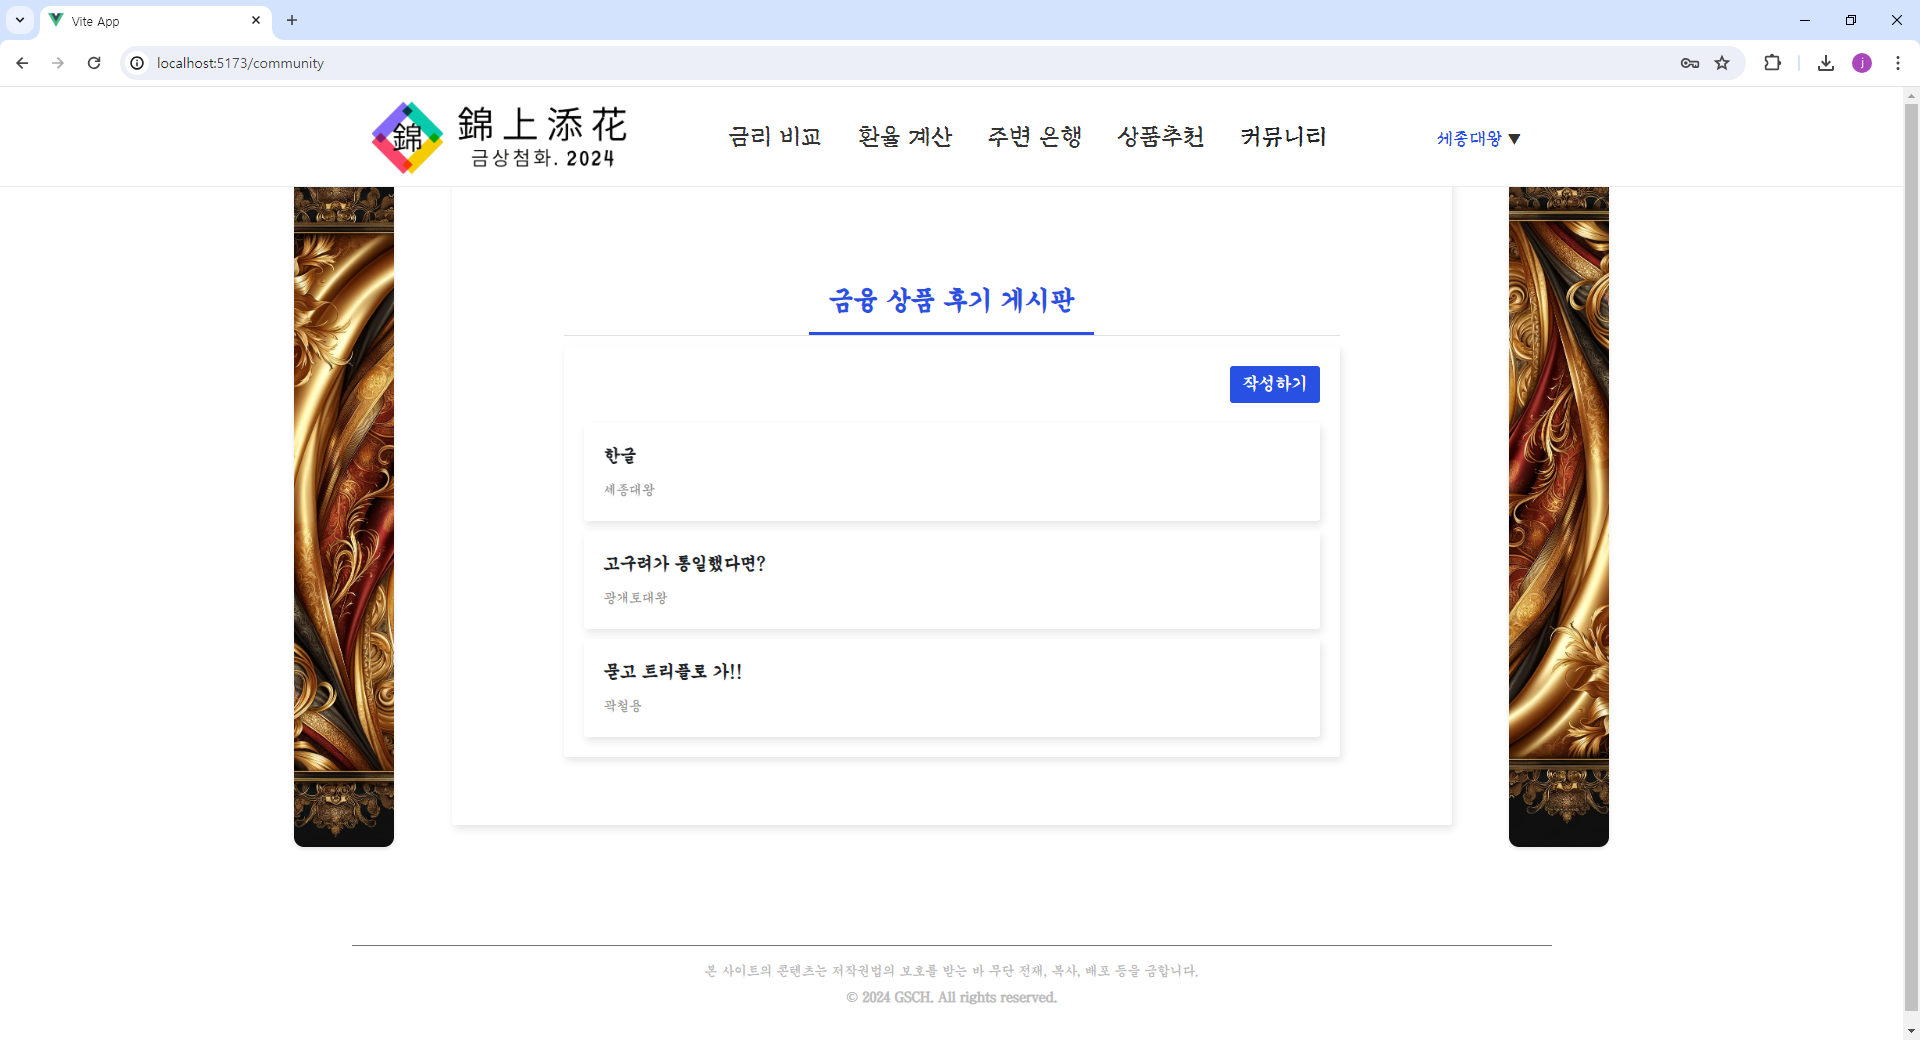 Vite App
localhost:5173/community
j
錦
錦上添花
금상첨화. 2024
금리 비교 환율 계산 주변 은행 상품추천 커뮤니티 세종대왕 ▼
금융 상품 후기 게시판
작성하기
한글
세종대왕
고구려가 통일했다면?
광개토대왕
묻고 트리플로 가!!
곽철용
본 사이트의 콘텐츠는 저작권법의 보호를 받는 바 무단 전재, 복사, 배포 등을 금합니다.
© 2024 GSCH. All rights reserved.